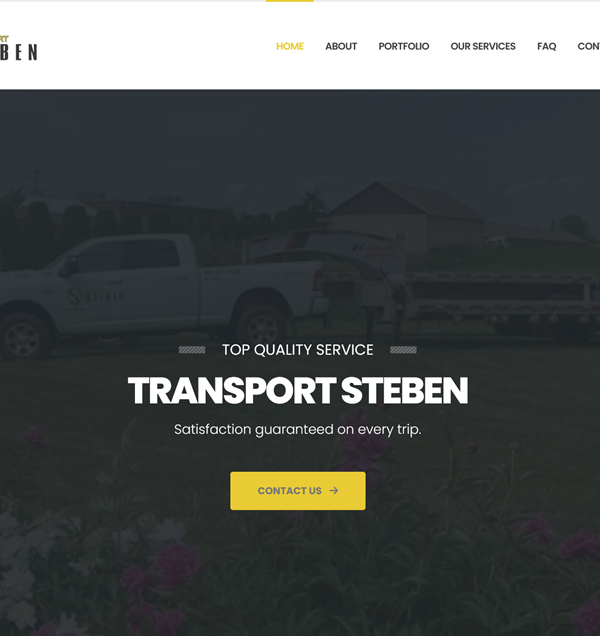 RT
BEN
HOME ABOUT PORTFOLIO OUR SERVICES FAQ CON
STEBEN
TOP QUALITY SERVICE
TRANSPORT STEBEN
Satisfaction guaranteed on every trip.
CONTACT US →